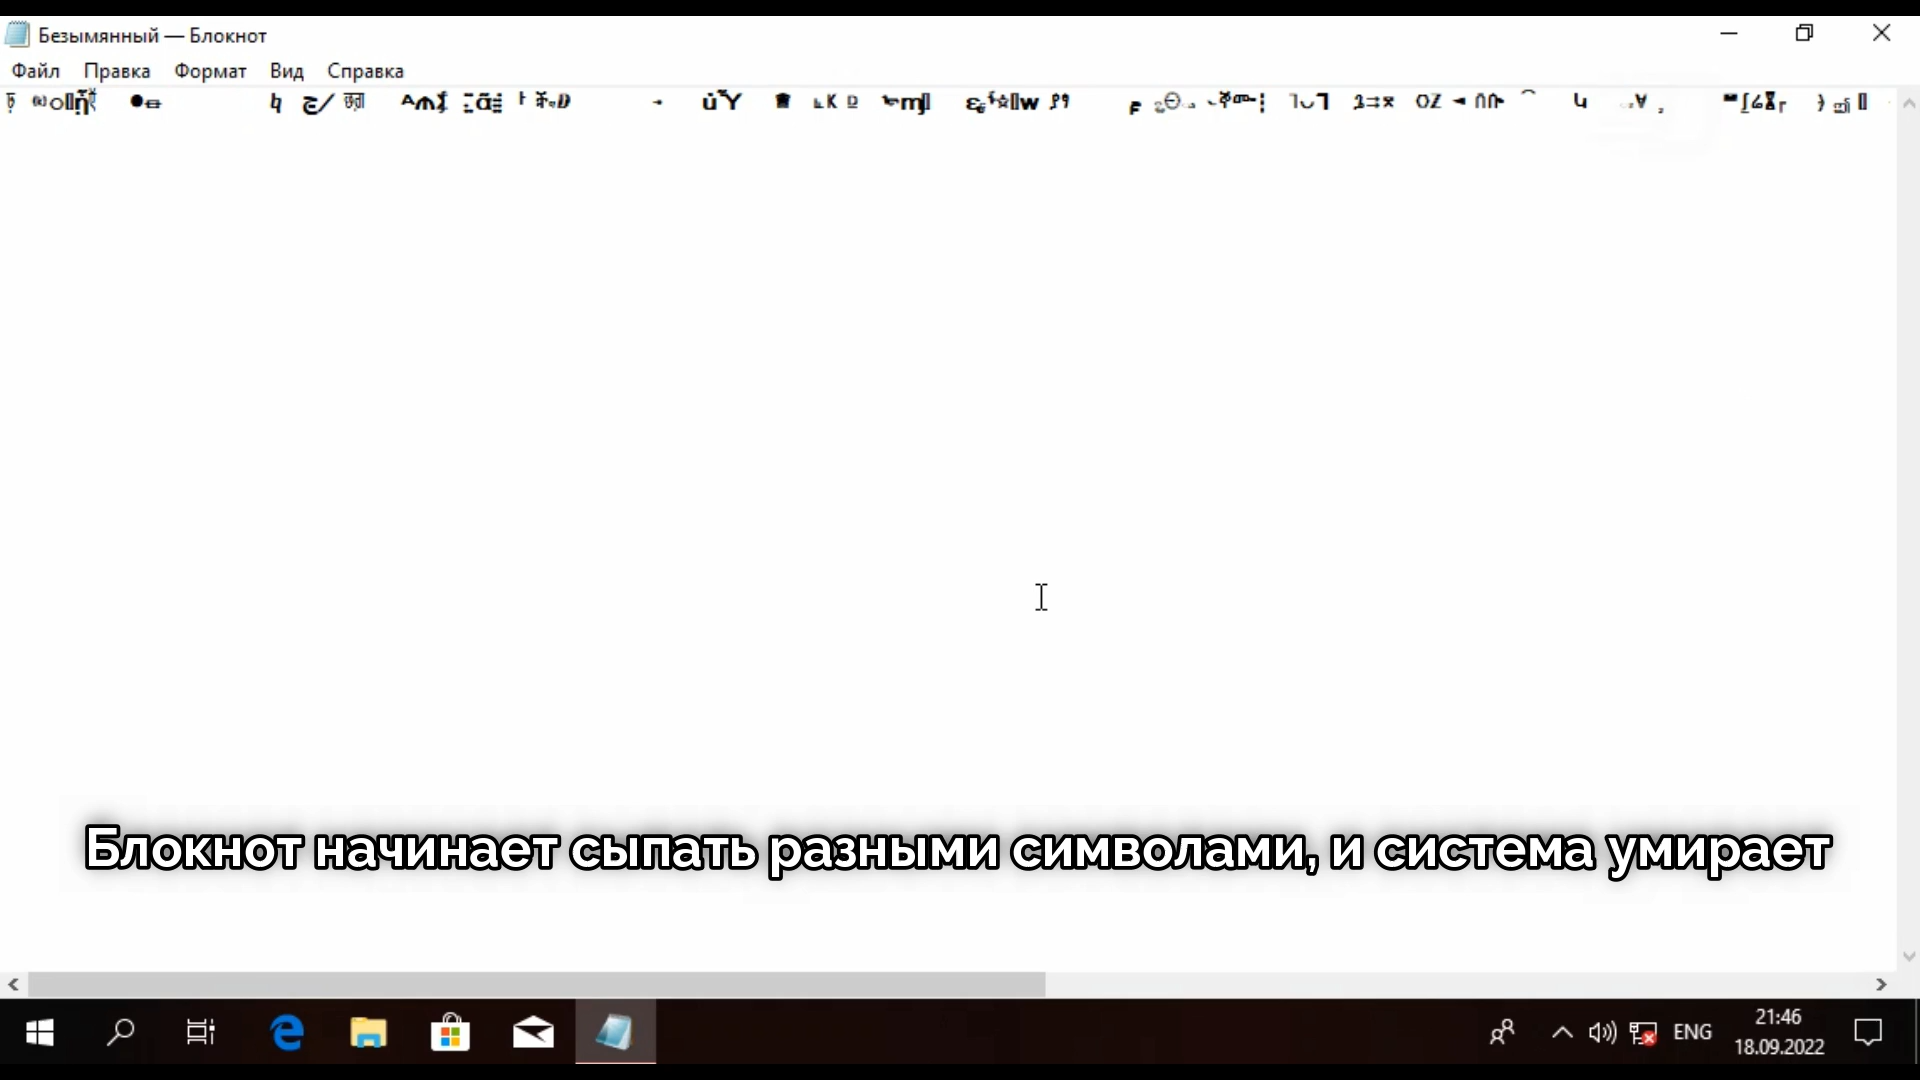 Безымянный — Блокнот
Файл Правка Формат Вид Справка
Блокнот начинает сыпать разными символами, и система умирает
ENG
21:46
18.09.2022